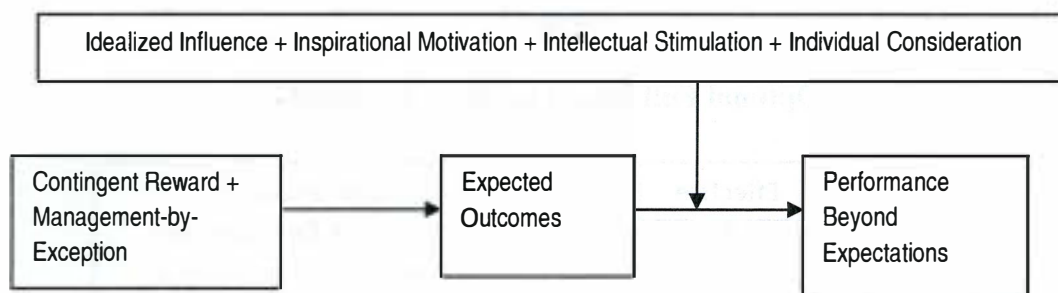 Idealized Influence + Inspirational Motivation + Intellectual Stimulation + Individual Consideration
Contingent Reward +
Management-by-
Exception
Expected
Outcomes
Performance
Beyond
Expectations